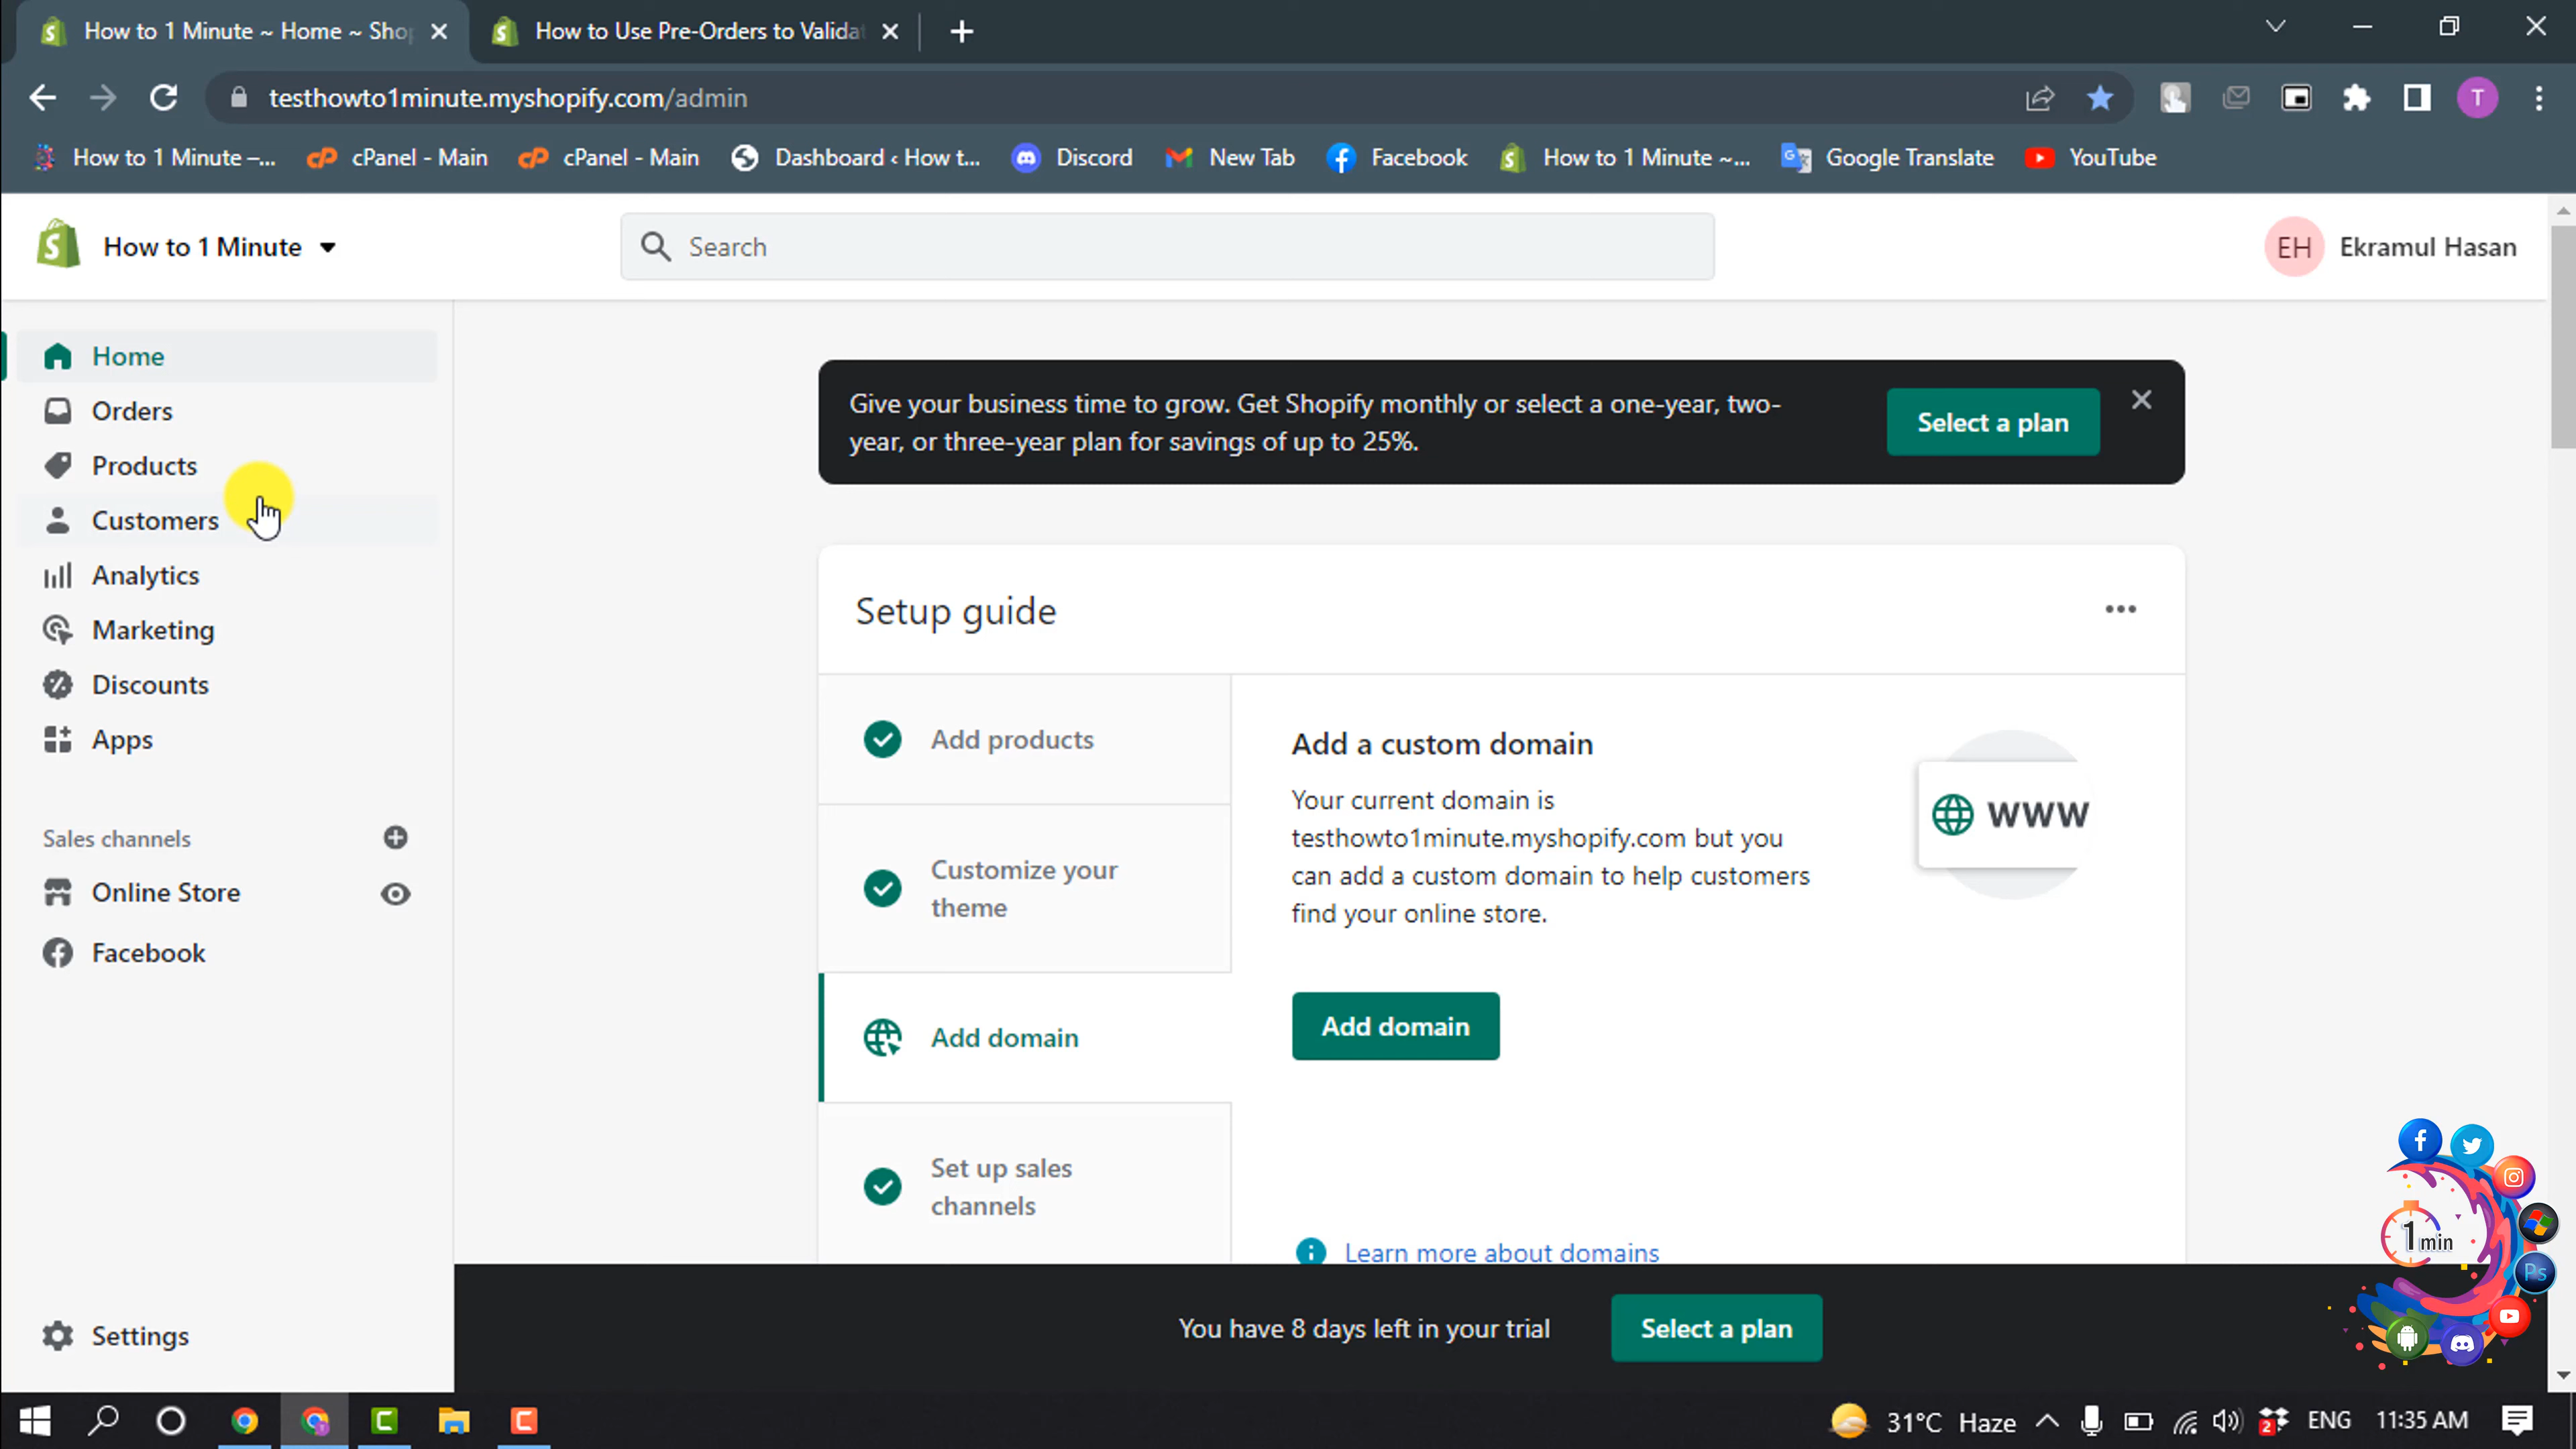 How to 1 Minute ~ Home ~ Shop
How to Use Pre-Orders to Validat
testhowto1minute.myshopify.com/admin
T
How to 1 Minute –...
cPanel - Main
cPanel - Main
Dashboard ‹ How t...
Discord
New Tab
Facebook
How to 1 Minute ~...
Google Translate
YouTube
How to 1 Minute
Search
EH
Ekramul Hasan
Home
Orders
Products
Customers
Analytics
Marketing
Discounts
Apps
Sales channels
Online Store
Facebook
Settings
Give your business time to grow. Get Shopify monthly or select a one-year, two-
year, or three-year plan for savings of up to 25%.
Select a plan
Setup guide
Add products
Customize your
theme
Add domain
Set up sales
channels
Add a custom domain
Your current domain is
testhowto1minute.myshopify.com but you
can add a custom domain to help customers
find your online store.
WWW
Add domain
Learn more about domains
You have 8 days left in your trial
Select a plan
1 min
Ps
31°C Haze
2
ENG
11:35 AM